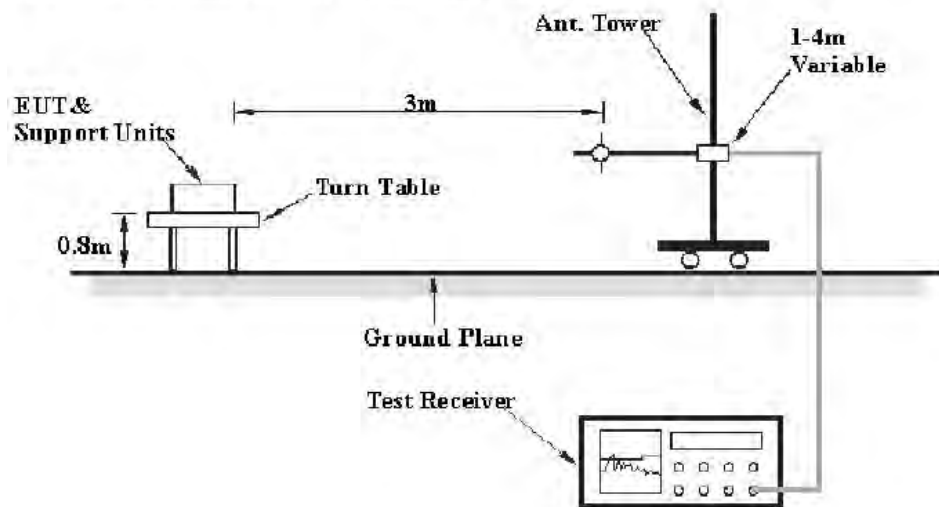 Ant. Tower
1-4m
Variable
3m
EUT &
Support Units
Turn Table
0.8m
Ground Plane
Test Receiver